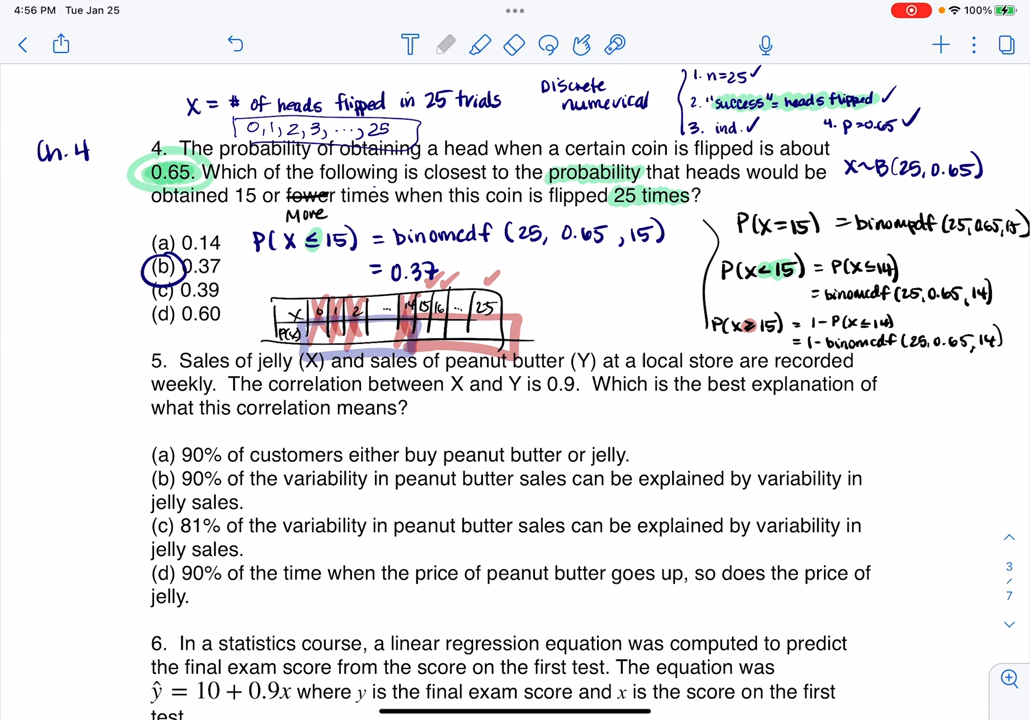 4:56 PM Tue Jan 25
100%
X = # of heads flipped in 25 trials
0, 1, 2, 3, ..., 25
Discrete
numerical
1. n=25 ✓
2. "success" = heads flipped ✓
3. ind. ✓
4. p=0.65 ✓
Ch. 4
4. The probability of obtaining a head when a certain coin is flipped is about
0.65. Which of the following is closest to the probability that heads would be
obtained 15 or fewer times when this coin is flipped 25 times?
More
X~B(25, 0.65)
(a) 0.14
(b) 0.37
(c) 0.39
(d) 0.60
P(X ≤ 15) = binomcdf (25, 0.65, 15)
= 0.37
X 0 1 2 ... 14 15 16 ... 25
P(X)
P(X=15) = binompdf(25, 0.65, 15)
P(X<15) = P(X≤14)
= binomcdf(25, 0.65, 14)
P(X≥15) = 1-P(X≤14)
= 1-binomcdf(25, 0.65, 14)
5. Sales of jelly (X) and sales of peanut butter (Y) at a local store are recorded
weekly. The correlation between X and Y is 0.9. Which is the best explanation of
what this correlation means?
(a) 90% of customers either buy peanut butter or jelly.
(b) 90% of the variability in peanut butter sales can be explained by variability in
jelly sales.
(c) 81% of the variability in peanut butter sales can be explained by variability in
jelly sales.
(d) 90% of the time when the price of peanut butter goes up, so does the price of
jelly.
3
/
7
6. In a statistics course, a linear regression equation was computed to predict
the final exam score from the score on the first test. The equation was
ŷ = 10 + 0.9x where y is the final exam score and x is the score on the first
test